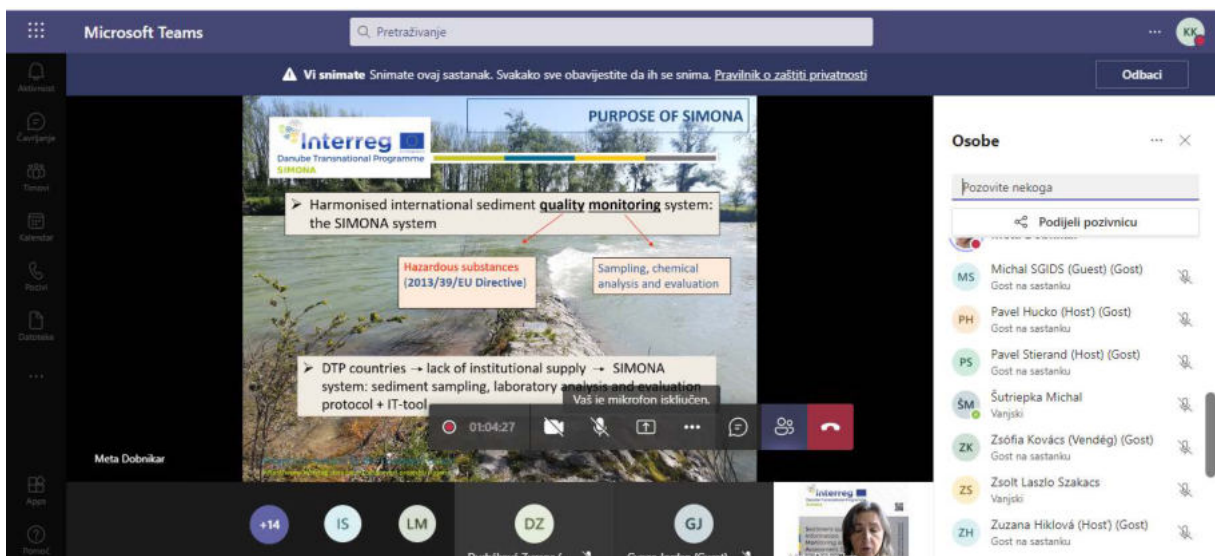 Microsoft Teams
Pretraživanje
KK
Vi snimate Snimate ovaj sastanak. Svakako sve obavijestite da ih se snima. Pravilnik o zaštiti privatnosti
Odbaci
Aktivnost
Čavrljanje
Timovi
Kalendar
Pozivi
Datoteke
Apps
Pomoć
PURPOSE OF SIMONA
Interreg
Danube Transnational Programme
SIMONA
➢ Harmonised international sediment quality monitoring system:
the SIMONA system
Hazardous substances
(2013/39/EU Directive)
Sampling, chemical
analysis and evaluation
➢ DTP countries → lack of institutional supply → SIMONA
system: sediment sampling, laboratory analysis and evaluation
protocol + IT-tool
Vaš je mikrofon isključen.
01:04:27
Meta Dobnikar
+14
IS
LM
DZ
GJ
Interreg
Osobe
Pozovite nekoga
Podijeli pozivnicu
Meta Dobnikar
MS
Michal SGIDS (Guest) (Gost)
Gost na sastanku
PH
Pavel Hucko (Host) (Gost)
Gost na sastanku
PS
Pavel Stierand (Host) (Gost)
Gost na sastanku
ŠM
Šutriepka Michal
Vanjski
ZK
Zsófia Kovács (Vendég) (Gost)
Gost na sastanku
ZS
Zsolt Laszlo Szakacs
Vanjski
ZH
Zuzana Hiklová (Host) (Gost)
Gost na sastanku